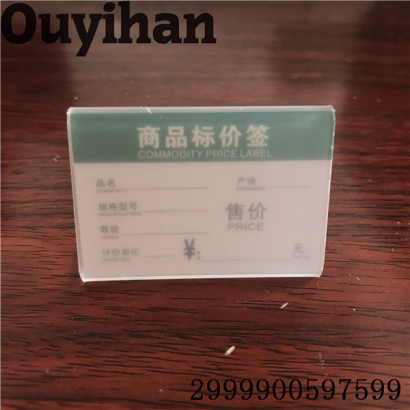 Ouyihan
商品标价签
COMMODITY PRICE LABEL
品名 产地
规格型号
SPECIFICATIONS
售价
PRICE
等级
计价单位 ¥ 元
2999900597599